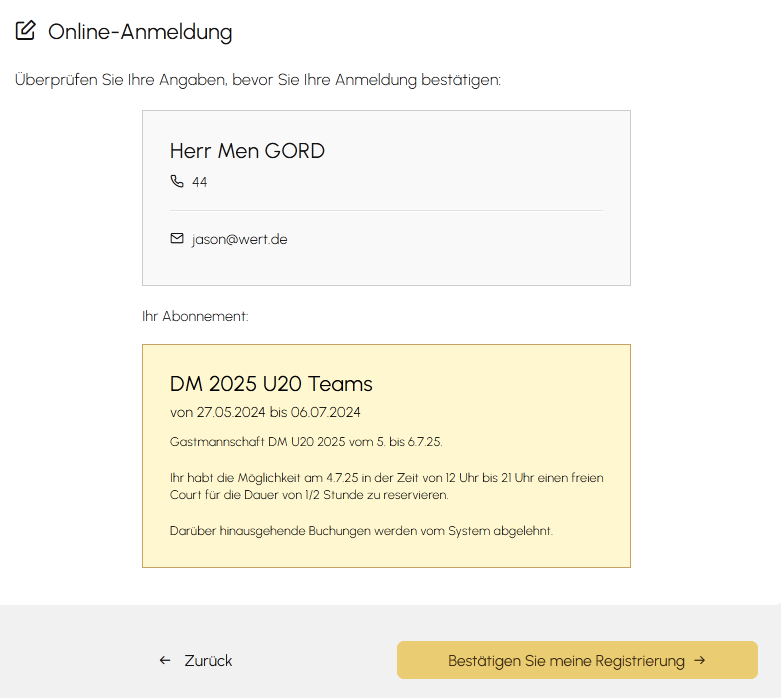 Online-Anmeldung
Überprüfen Sie Ihre Angaben, bevor Sie Ihre Anmeldung bestätigen:
Herr Men GORD
44
jason@wert.de
Ihr Abonnement:
DM 2025 U20 Teams
von 27.05.2024 bis 06.07.2024
Gastmannschaft DM U20 2025 vom 5. bis 6.7.25.
Ihr habt die Möglichkeit am 4.7.25 in der Zeit von 12 Uhr bis 21 Uhr einen freien
Court für die Dauer von 1/2 Stunde zu reservieren.
Darüber hinausgehende Buchungen werden vom System abgelehnt.
← Zurück
Bestätigen Sie meine Registrierung →